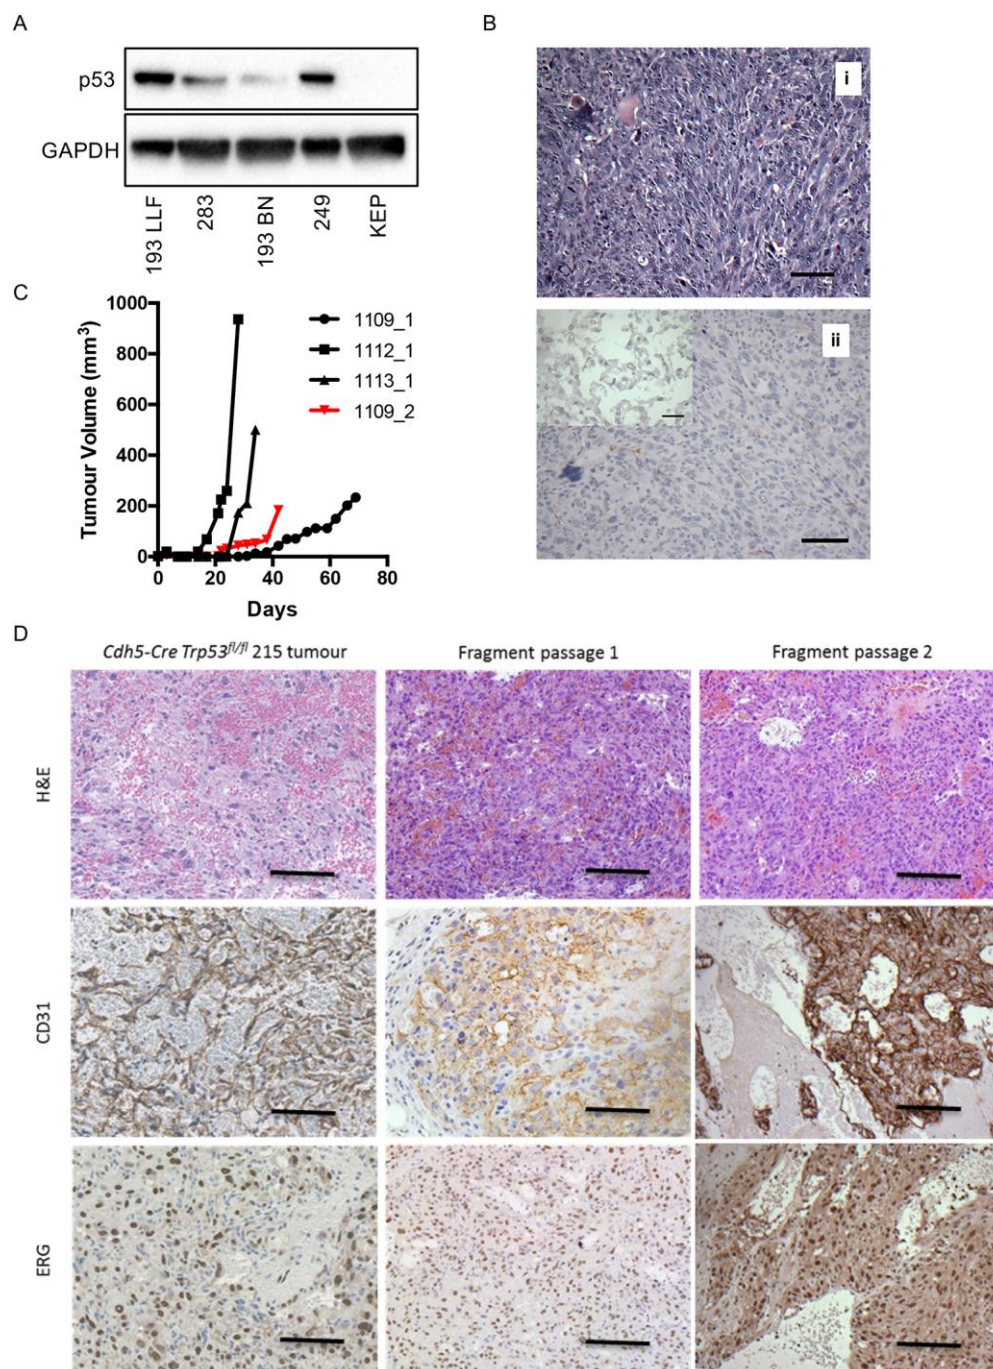 A
p53
GAPDH
193 LLF
283
193 BN
249
KEP
B
i
ii
C
Tumour Volume (mm³)
1000
800
600
400
200
0
0
20
40
60
80
Days
1109_1
1112_1
1113_1
1109_2
D
Cdh5-Cre Trp53fl/fl 215 tumour
Fragment passage 1
Fragment passage 2
H&E
CD31
ERG